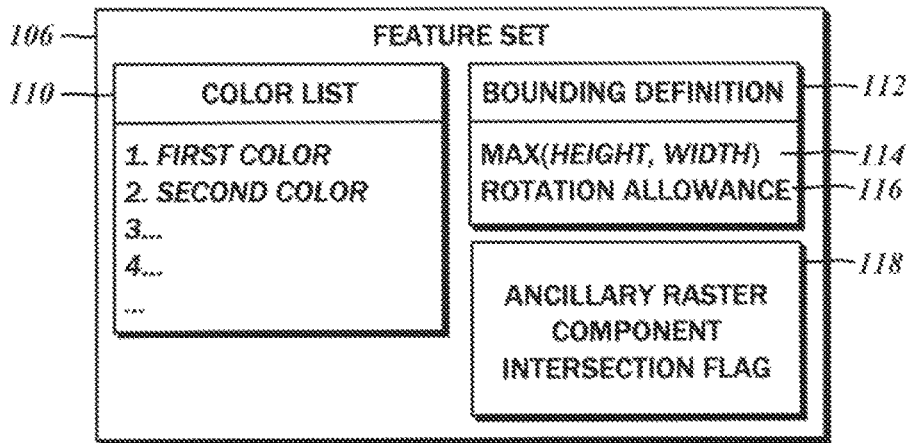 106
FEATURE SET
110
COLOR LIST
1. FIRST COLOR
2. SECOND COLOR
3...
4...
...
BOUNDING DEFINITION
112
MAX(HEIGHT, WIDTH)
114
ROTATION ALLOWANCE
116
118
ANCILLARY RASTER
COMPONENT
INTERSECTION FLAG